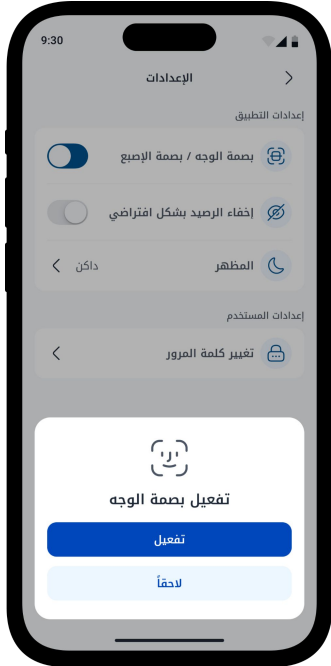 9:30
الإعدادات
إعدادات التطبيق
بصمة الوجه / بصمة الإصبع
إخفاء الرصيد بشكل افتراضي
المظهر
داكن
إعدادات المستخدم
تغيير كلمة المرور
تفعيل بصمة الوجه
تفعيل
لاحقاً